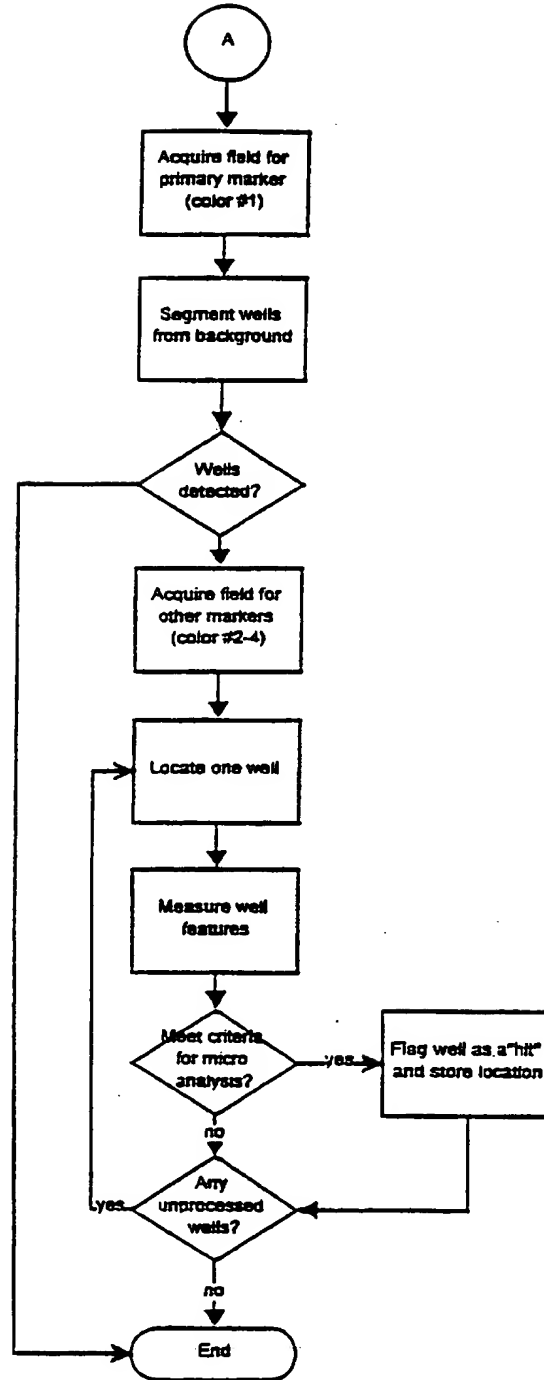 A
Acquire field for
primary marker
(color #1)
Segment wells
from background
Wells
detected?
Acquire field for
other markers
(color #2-4)
Locate one well
Measure well
features
Meet criteria
for micro
analysis?
yes
Flag well as a "hit"
and store location
no
Any
unprocessed
wells?
yes
no
End